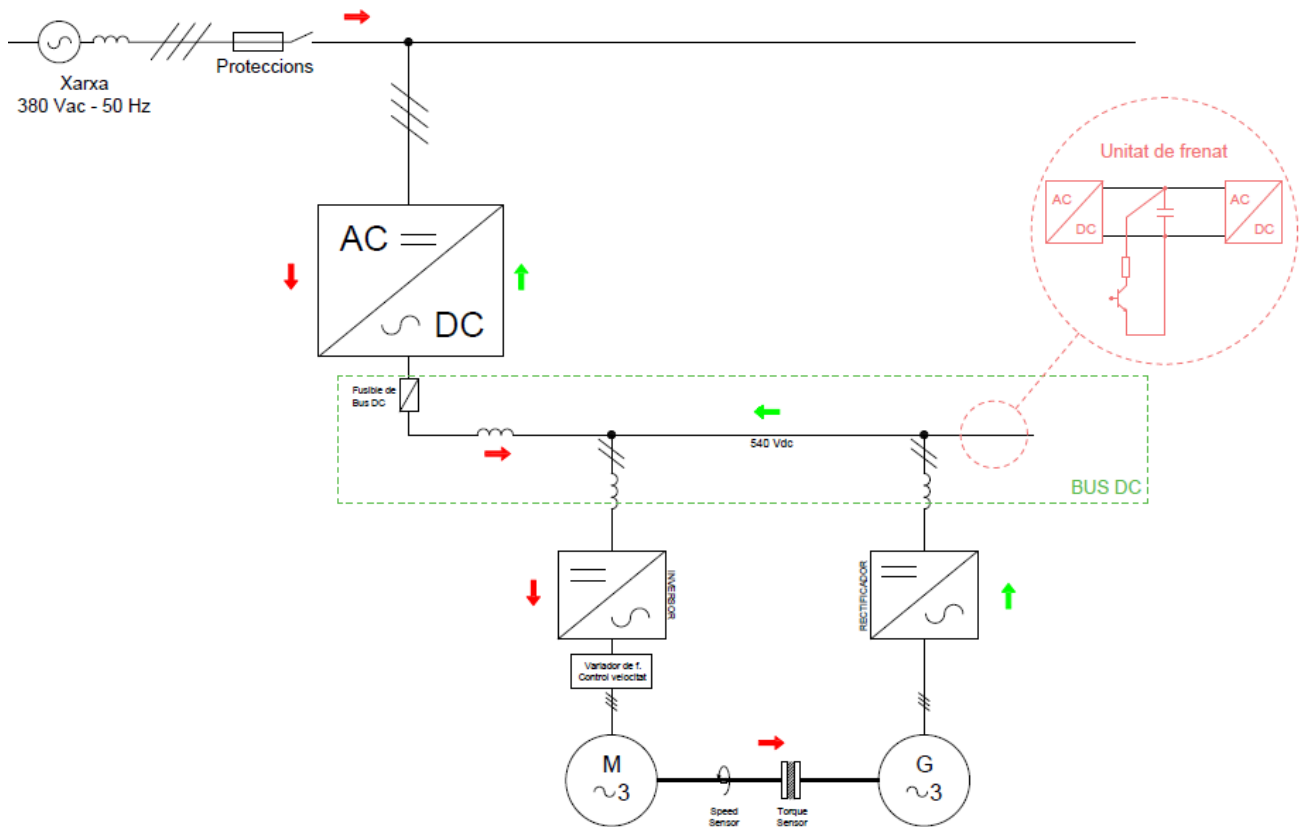 Xarxa
380 Vac - 50 Hz
Proteccions
Unitat de frenat
AC
DC
AC
DC
AC
DC
Fusible de
Bus DC
540 Vdc
BUS DC
INVERSOR
RECTIFICADOR
Variador de f.
Control velocitat
M
3
G
3
Speed
Sensor
Torque
Sensor